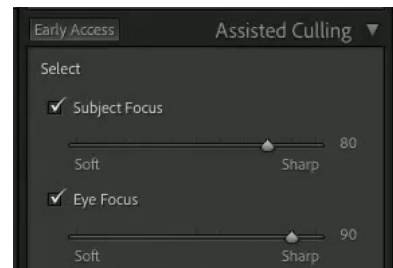 Early Access Assisted Culling
Select
Subject Focus
80
Soft Sharp
Eye Focus
90
Soft Sharp